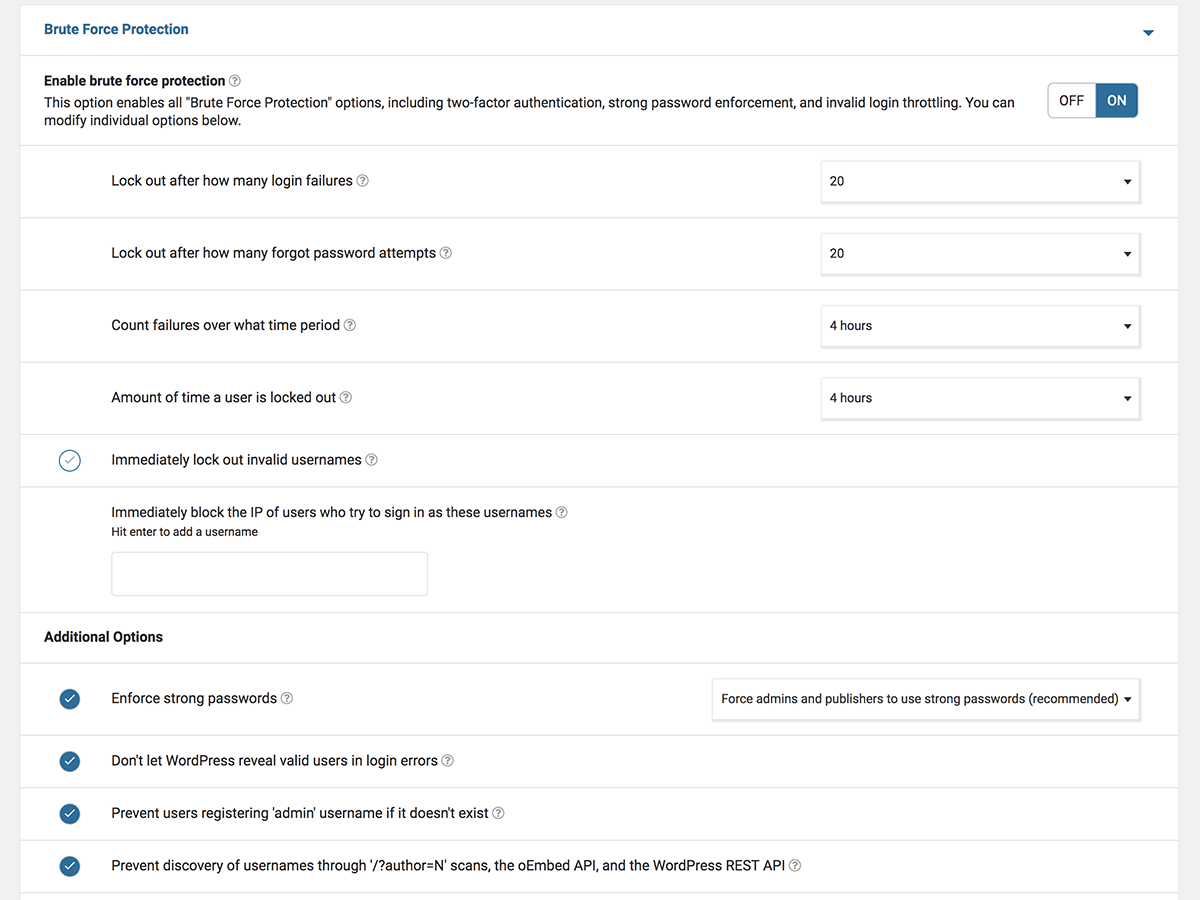 Brute Force Protection
Enable brute force protection
This option enables all "Brute Force Protection" options, including two-factor authentication, strong password enforcement, and invalid login throttling. You can
modify individual options below.
OFF ON
Lock out after how many login failures
20
Lock out after how many forgot password attempts
20
Count failures over what time period
4 hours
Amount of time a user is locked out
4 hours
Immediately lock out invalid usernames
Immediately block the IP of users who try to sign in as these usernames
Hit enter to add a username
Additional Options
Enforce strong passwords
Force admins and publishers to use strong passwords (recommended)
Don't let WordPress reveal valid users in login errors
Prevent users registering 'admin' username if it doesn't exist
Prevent discovery of usernames through '/?author=N' scans, the oEmbed API, and the WordPress REST API